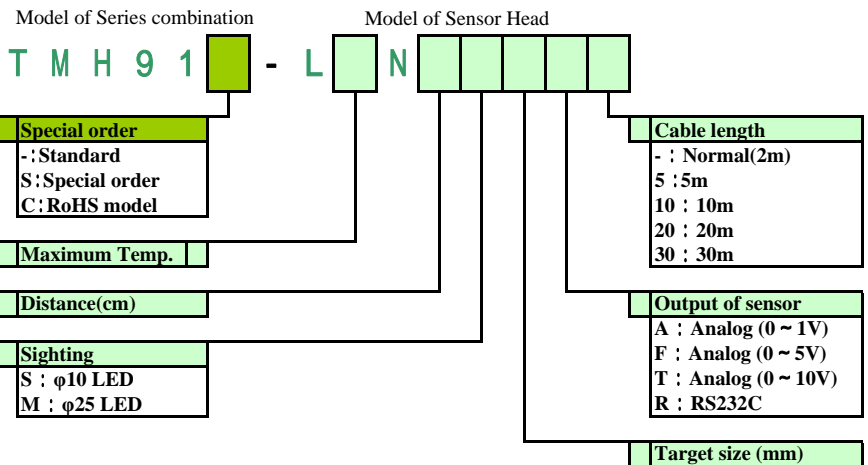 Model of Series combination
Model of Sensor Head
TMH91 - L N
Special order
-:Standard
S:Special order
C:RoHS model
Maximum Temp.
Distance(cm)
Sighting
S : φ10 LED
M : φ25 LED
Cable length
- : Normal(2m)
5 :5m
10 : 10m
20 : 20m
30 : 30m
Output of sensor
A : Analog (0 ~ 1V)
F : Analog (0 ~ 5V)
T : Analog (0 ~ 10V)
R : RS232C
Target size (mm)